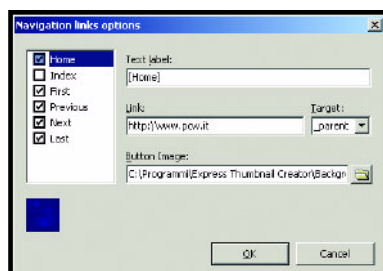 Navigation links options
Home
Index
First
Previous
Next
Last
Text label:
[Home]
Link:
Target:
http:\\www.pcw.it
_parent
Button Image:
C:\Programmi\Express Thumbnail Creator\Backgr
OK
Cancel